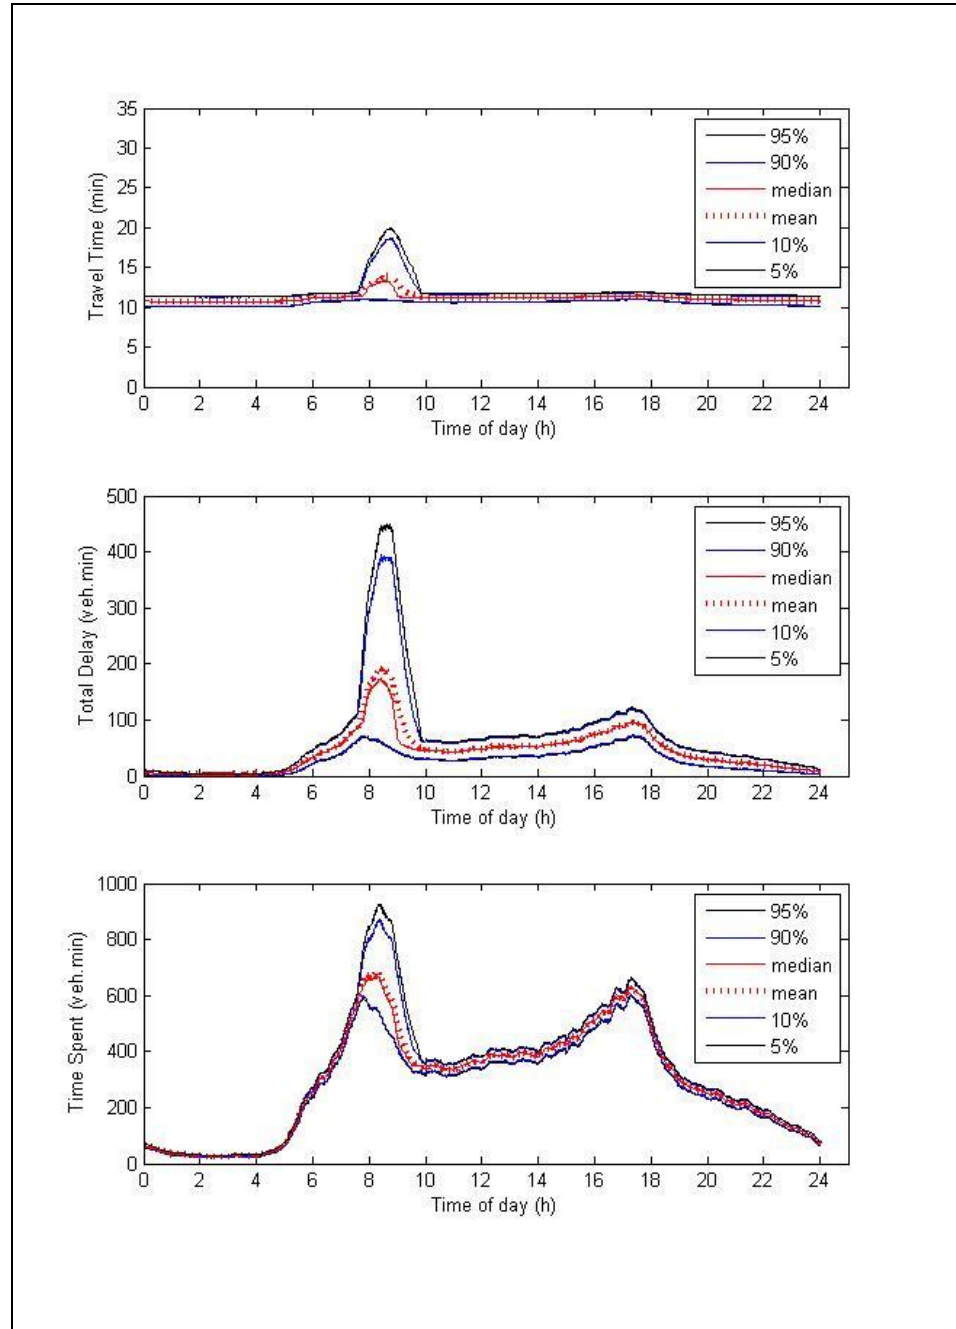 35
30
25
20
15
10
5
0
Travel Time (min)
95%
90%
median
mean
10%
5%
0 2 4 6 8 10 12 14 16 18 20 22 24
Time of day (h)
500
400
300
200
100
0
Total Delay (veh.min)
95%
90%
median
mean
10%
5%
0 2 4 6 8 10 12 14 16 18 20 22 24
Time of day (h)
1000
800
600
400
200
0
Time Spent (veh.min)
95%
90%
median
mean
10%
5%
0 2 4 6 8 10 12 14 16 18 20 22 24
Time of day (h)